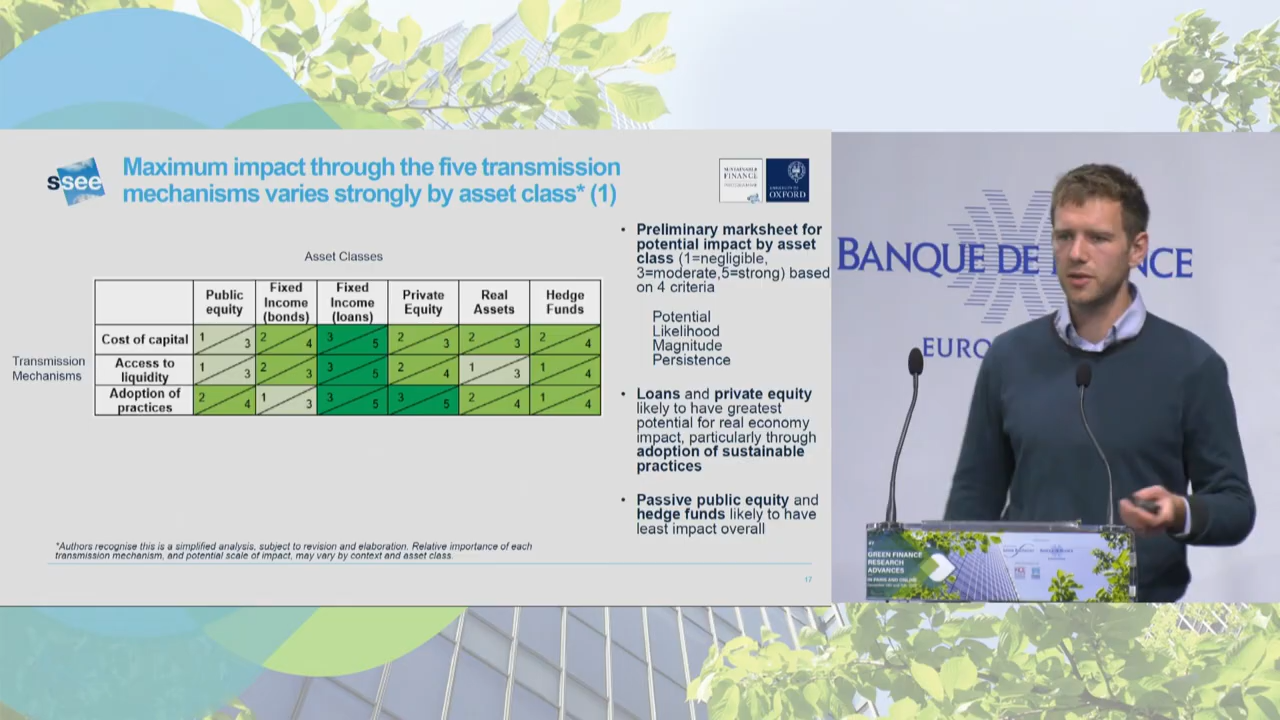 ssee
Maximum impact through the five transmission
mechanisms varies strongly by asset class* (1)
SUSTAINABLE
FINANCE
PROGRAMME
UNIVERSITY OF
OXFORD
Asset Classes
Public equity | Fixed Income (bonds) | Fixed Income (loans) | Private Equity | Real Assets | Hedge Funds
Transmission
Mechanisms
Cost of capital 1 3 2 4 3 5 2 3 2 3 2 4
Access to liquidity 1 3 2 3 3 5 2 4 1 3 1 4
Adoption of practices 2 4 1 3 3 5 3 5 2 4 1 4
• Preliminary marksheet for
potential impact by asset
class (1=negligible,
3=moderate,5=strong) based
on 4 criteria
Potential
Likelihood
Magnitude
Persistence
• Loans and private equity
likely to have greatest
potential for real economy
impact, particularly through
adoption of sustainable
practices
• Passive public equity and
hedge funds likely to have
least impact overall
*Authors recognise this is a simplified analysis, subject to revision and elaboration. Relative importance of each
transmission mechanism, and potential scale of impact, may vary by context and asset class.
17
BANQUE DE NCE
EURO
GREEN FINANCE
RESEARCH
ADVANCES
IN PARIS AND ONLINE